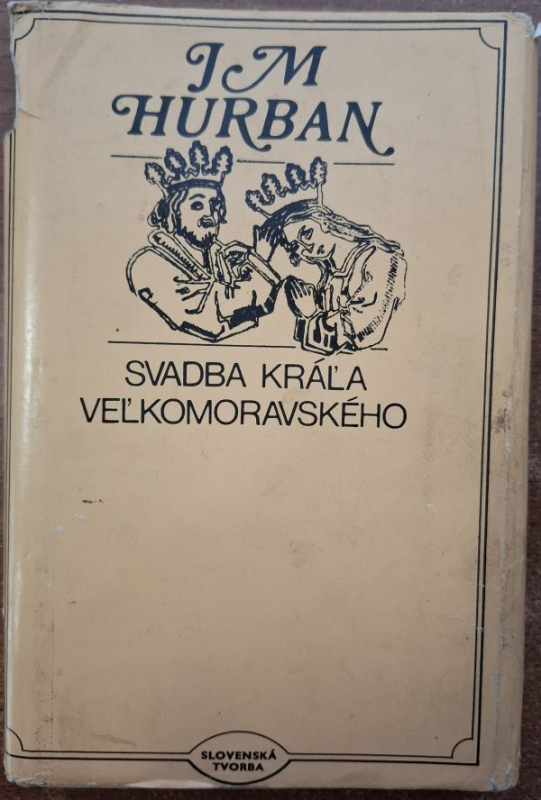 J M
HURBAN
SVADBA KRÁĽA
VEĽKOMORAVSKÉHO
SLOVENSKÁ
TVORBA